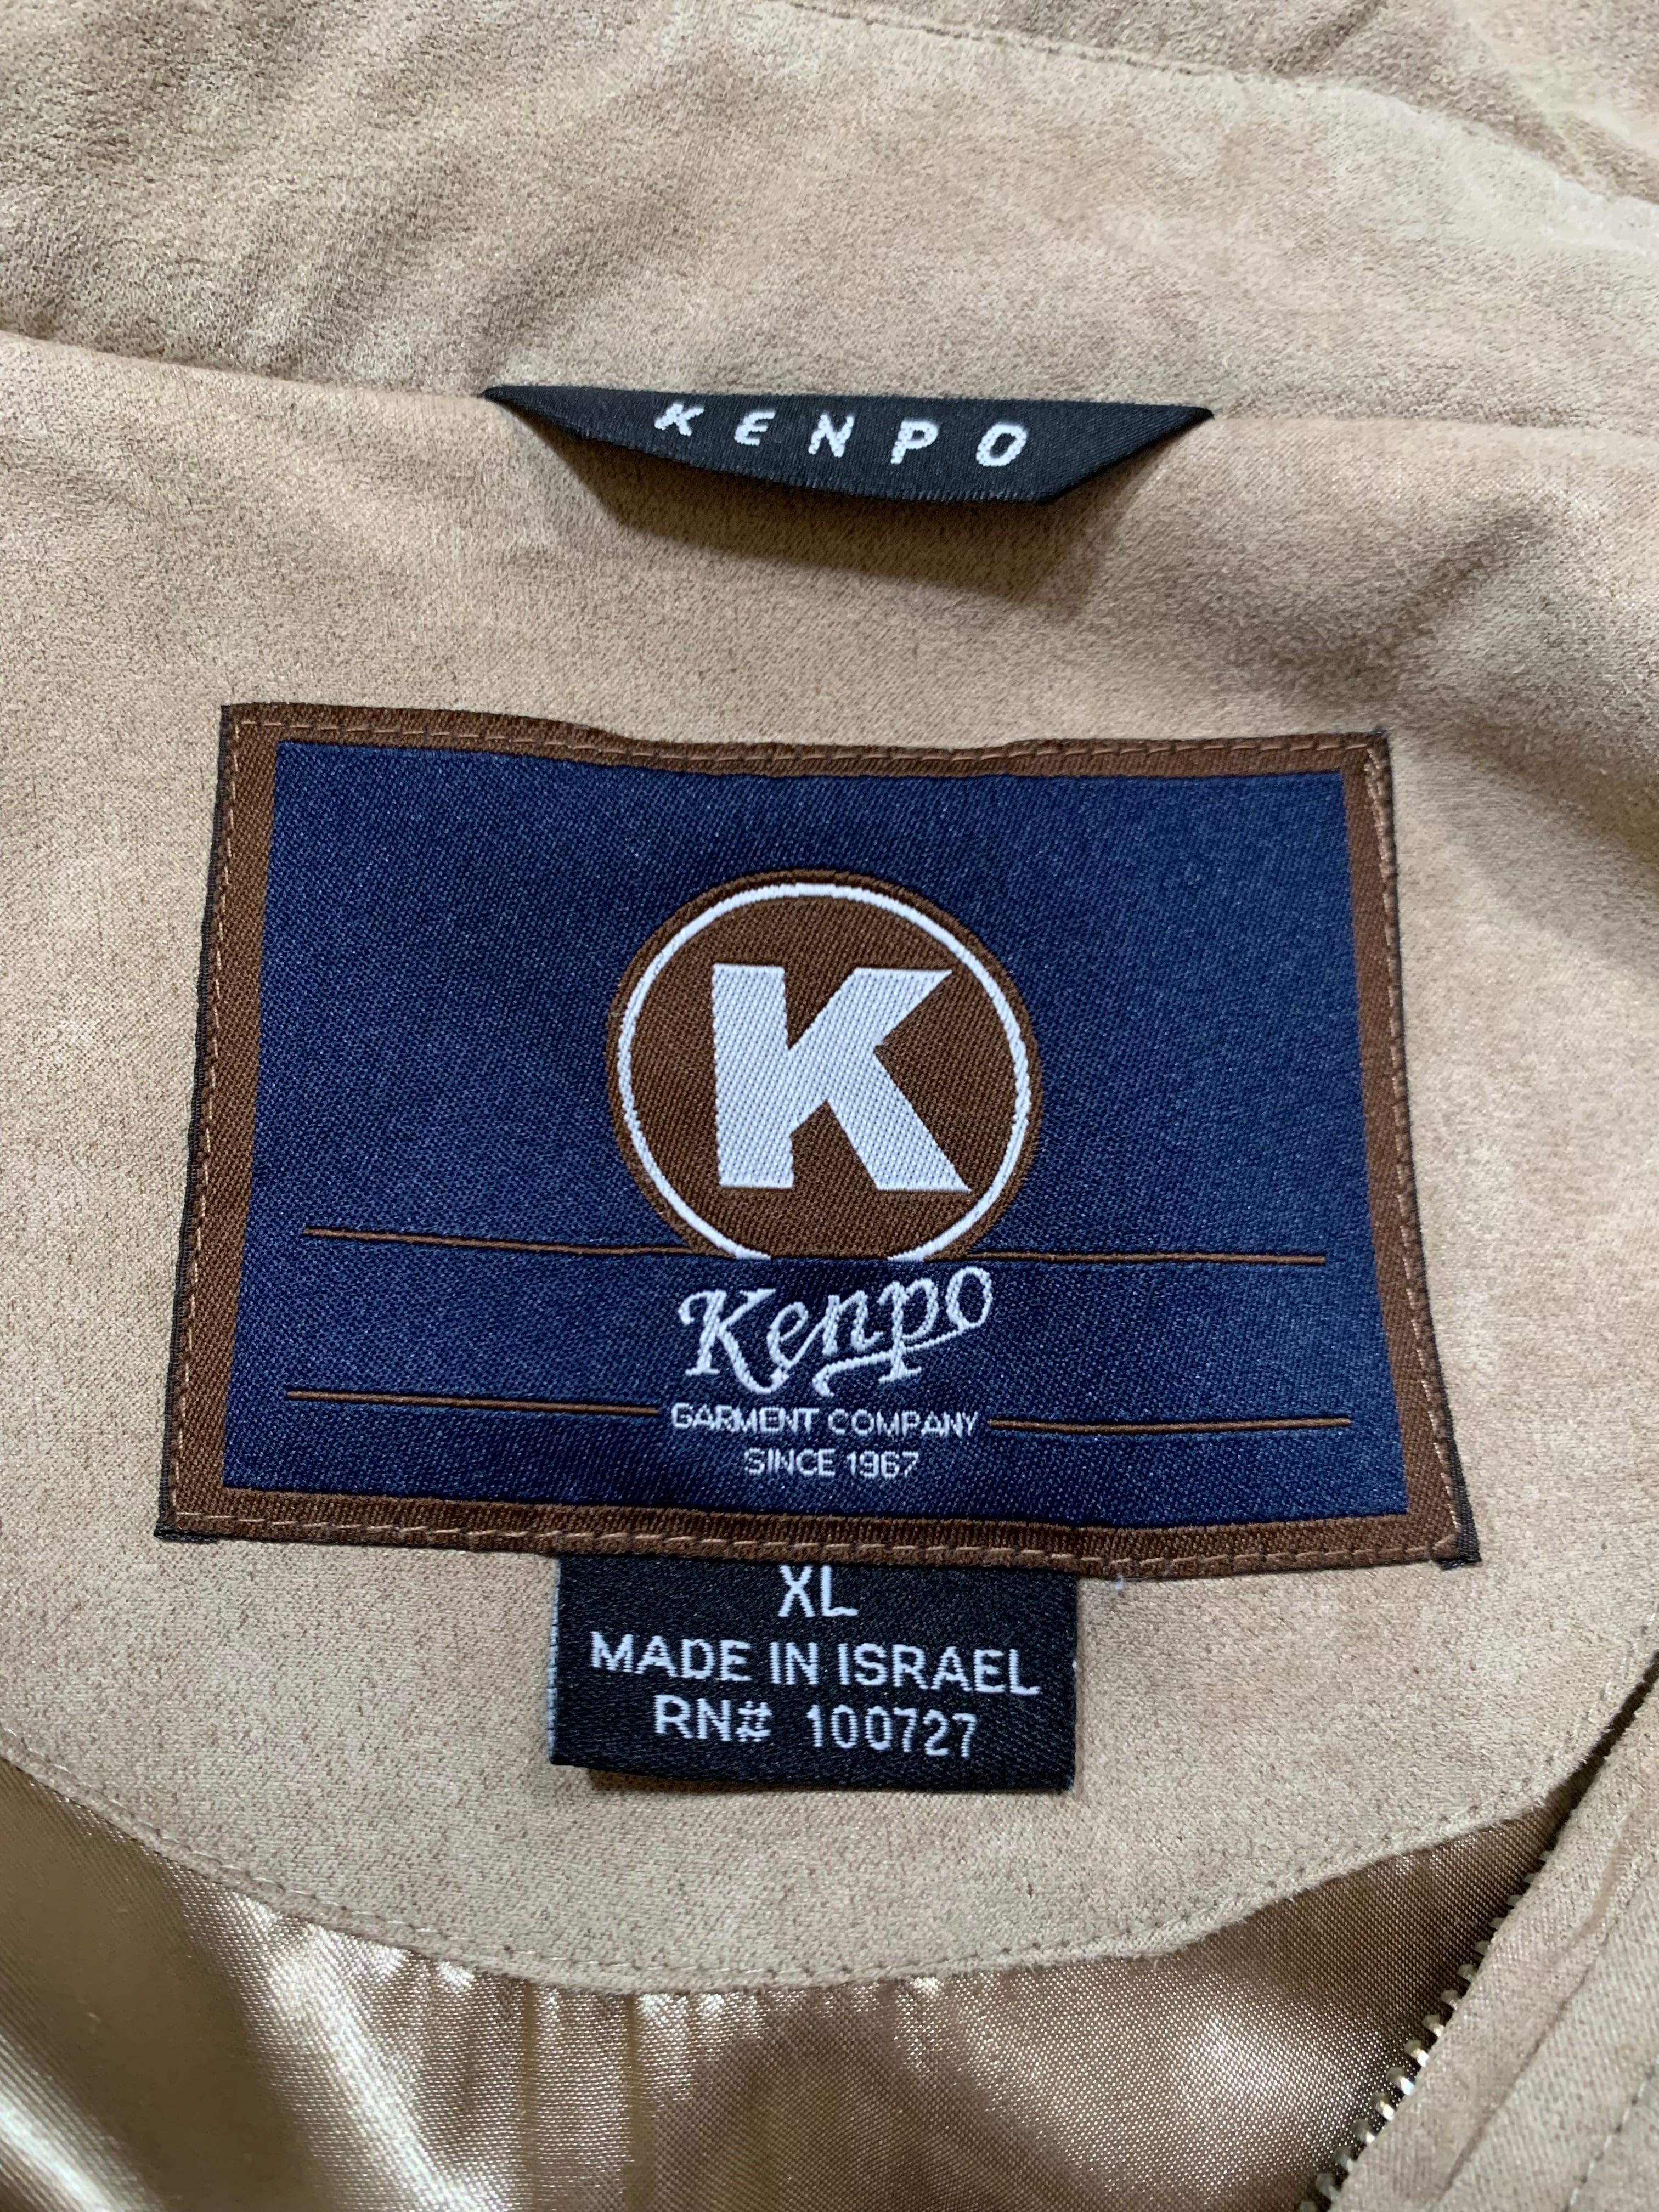 KENPO
K
Kenpo
GARMENT COMPANY
SINCE 1967
XL
MADE IN ISRAEL
RN# 100727